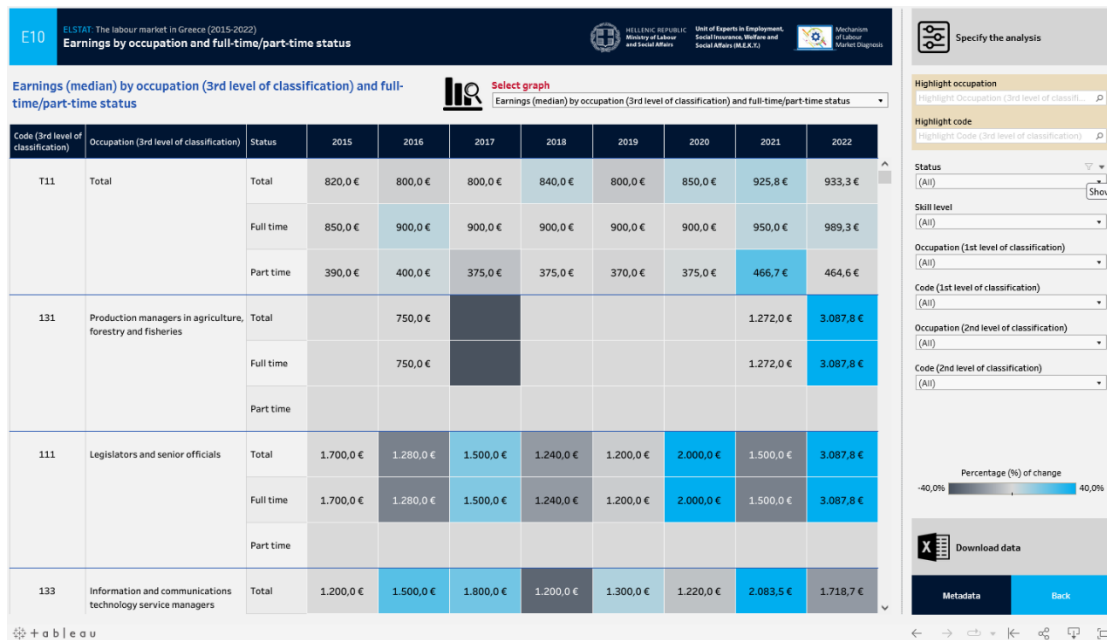 E10
ELSTAT: The labour market in Greece (2015-2022)
Earnings by occupation and full-time/part-time status
HELLENIC REPUBLIC
Ministry of Labour
and Social Affairs
Unit of Experts in Employment,
Social Insurance, Welfare and
Social Affairs (M.E.K.Y.)
Mechanism
of Labour
Market Diagnosis
Specify the analysis
Earnings (median) by occupation (3rd level of classification) and full-
time/part-time status
Select graph
Earnings (median) by occupation (3rd level of classification) and full-time/part-time status
Highlight occupation
Highlight Occupation (3rd level of classifi...
Highlight code
Highlight Code (3rd level of classification)
Status
(All)
Skill level
(All)
Occupation (1st level of classification)
(All)
Code (1st level of classification)
(All)
Occupation (2nd level of classification)
(All)
Code (2nd level of classification)
(All)
Percentage (%) of change
-40,0% 40,0%
Download data
Metadata Back
Code (3rd level of
classification) Occupation (3rd level of classification) Status 2015 2016 2017 2018 2019 2020 2021 2022
T11 Total Total 820,0 € 800,0 € 800,0 € 840,0 € 800,0 € 850,0 € 925,8 € 933,3 €
Full time 850,0 € 900,0 € 900,0 € 900,0 € 900,0 € 900,0 € 950,0 € 989,3 €
Part time 390,0 € 400,0 € 375,0 € 375,0 € 370,0 € 375,0 € 466,7 € 464,6 €
131 Production managers in agriculture,
forestry and fisheries Total 750,0 € 1.272,0 € 3.087,8 €
Full time 750,0 € 1.272,0 € 3.087,8 €
Part time
111 Legislators and senior officials Total 1.700,0 € 1.280,0 € 1.500,0 € 1.240,0 € 1.200,0 € 2.000,0 € 1.500,0 € 3.087,8 €
Full time 1.700,0 € 1.280,0 € 1.500,0 € 1.240,0 € 1.200,0 € 2.000,0 € 1.500,0 € 3.087,8 €
Part time
133 Information and communications
technology service managers Total 1.200,0 € 1.500,0 € 1.800,0 € 1.200,0 € 1.300,0 € 1.220,0 € 2.083,5 € 1.718,7 €
+ableau